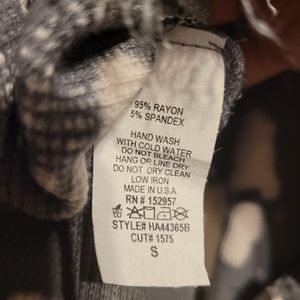 95% RAYON
5% SPANDEX
HAND WASH
WITH COLD WATER
DO NOT BLEACH
HANG OR LINE DRY
DO NOT DRY CLEAN
LOW IRON
MADE IN U.S.A.
RN # 152957
STYLE# HA44365B
CUT# 1575
S